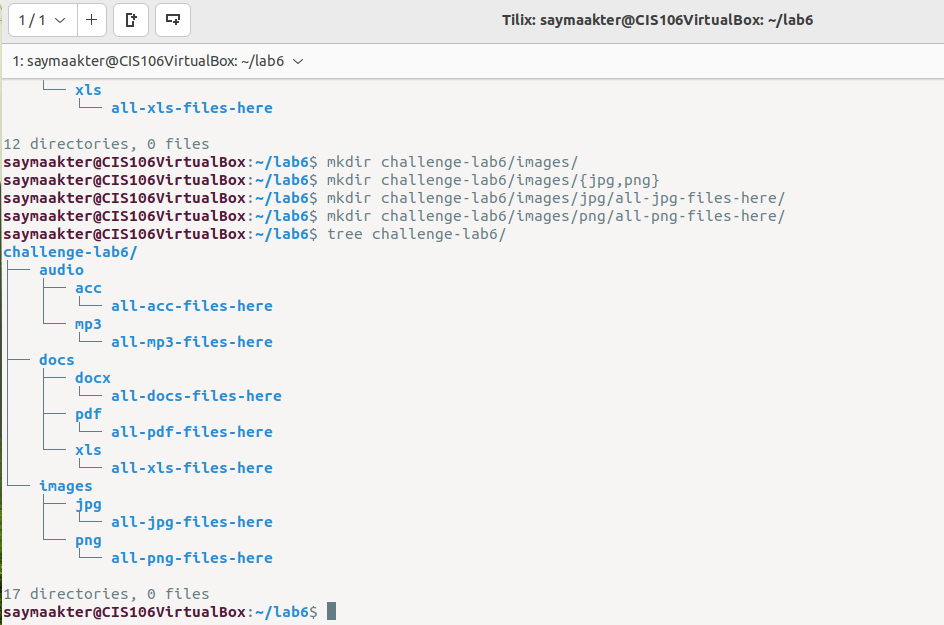 1 / 1
Tilix: saymaakter@CIS106VirtualBox: ~/lab6
1: saymaakter@CIS106VirtualBox: ~/lab6
└── xls
└── all-xls-files-here
12 directories, 0 files
saymaakter@CIS106VirtualBox:~/lab6$ mkdir challenge-lab6/images/
saymaakter@CIS106VirtualBox:~/lab6$ mkdir challenge-lab6/images/{jpg,png}
saymaakter@CIS106VirtualBox:~/lab6$ mkdir challenge-lab6/images/jpg/all-jpg-files-here/
saymaakter@CIS106VirtualBox:~/lab6$ mkdir challenge-lab6/images/png/all-png-files-here/
saymaakter@CIS106VirtualBox:~/lab6$ tree challenge-lab6/
challenge-lab6/
├── audio
│   ├── acc
│   │   └── all-acc-files-here
│   └── mp3
│       └── all-mp3-files-here
├── docs
│   ├── docx
│   │   └── all-docs-files-here
│   ├── pdf
│   │   └── all-pdf-files-here
│   └── xls
│       └── all-xls-files-here
└── images
    ├── jpg
    │   └── all-jpg-files-here
    └── png
        └── all-png-files-here
17 directories, 0 files
saymaakter@CIS106VirtualBox:~/lab6$